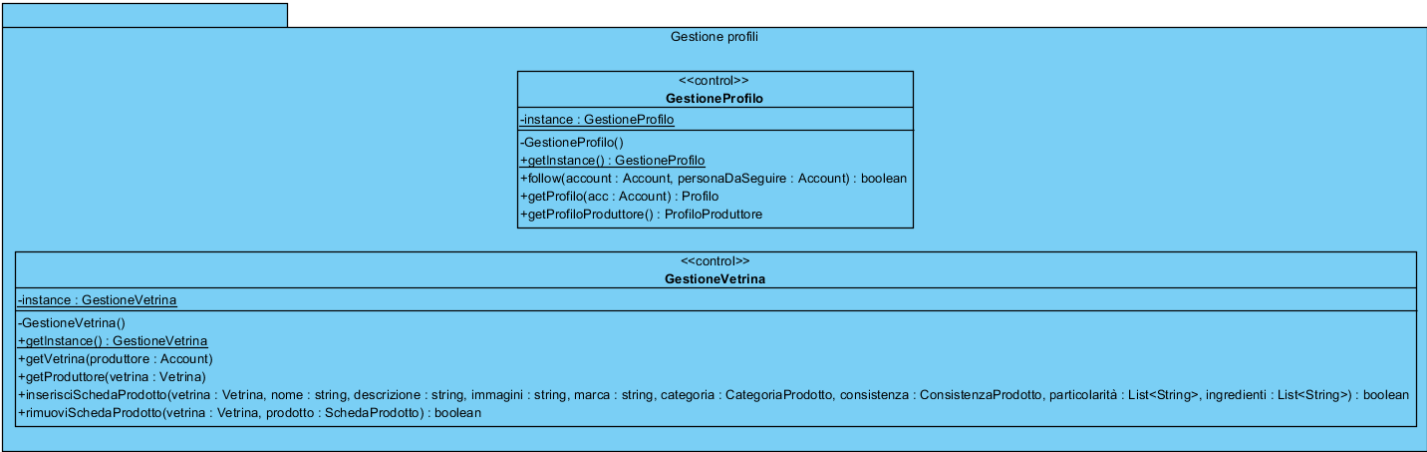 Gestione profili
<<control>>
GestioneProfilo
-instance : GestioneProfilo
-GestioneProfilo()
+getInstance() : GestioneProfilo
+follow(account : Account, personaDaSeguire : Account) : boolean
+getProfilo(acc : Account) : Profilo
+getProfiloProduttore() : ProfiloProduttore
<<control>>
GestioneVetrina
-instance : GestioneVetrina
-GestioneVetrina()
+getInstance() : GestioneVetrina
+getVetrina(produttore : Account)
+getProduttore(vetrina : Vetrina)
+inserisciSchedaProdotto(vetrina : Vetrina, nome : string, descrizione : string, immagini : string, marca : string, categoria : CategoriaProdotto, consistenza : ConsistenzaProdotto, particolarità : List<String>, ingredienti : List<String>) : boolean
+rimuoviSchedaProdotto(vetrina : Vetrina, prodotto : SchedaProdotto) : boolean